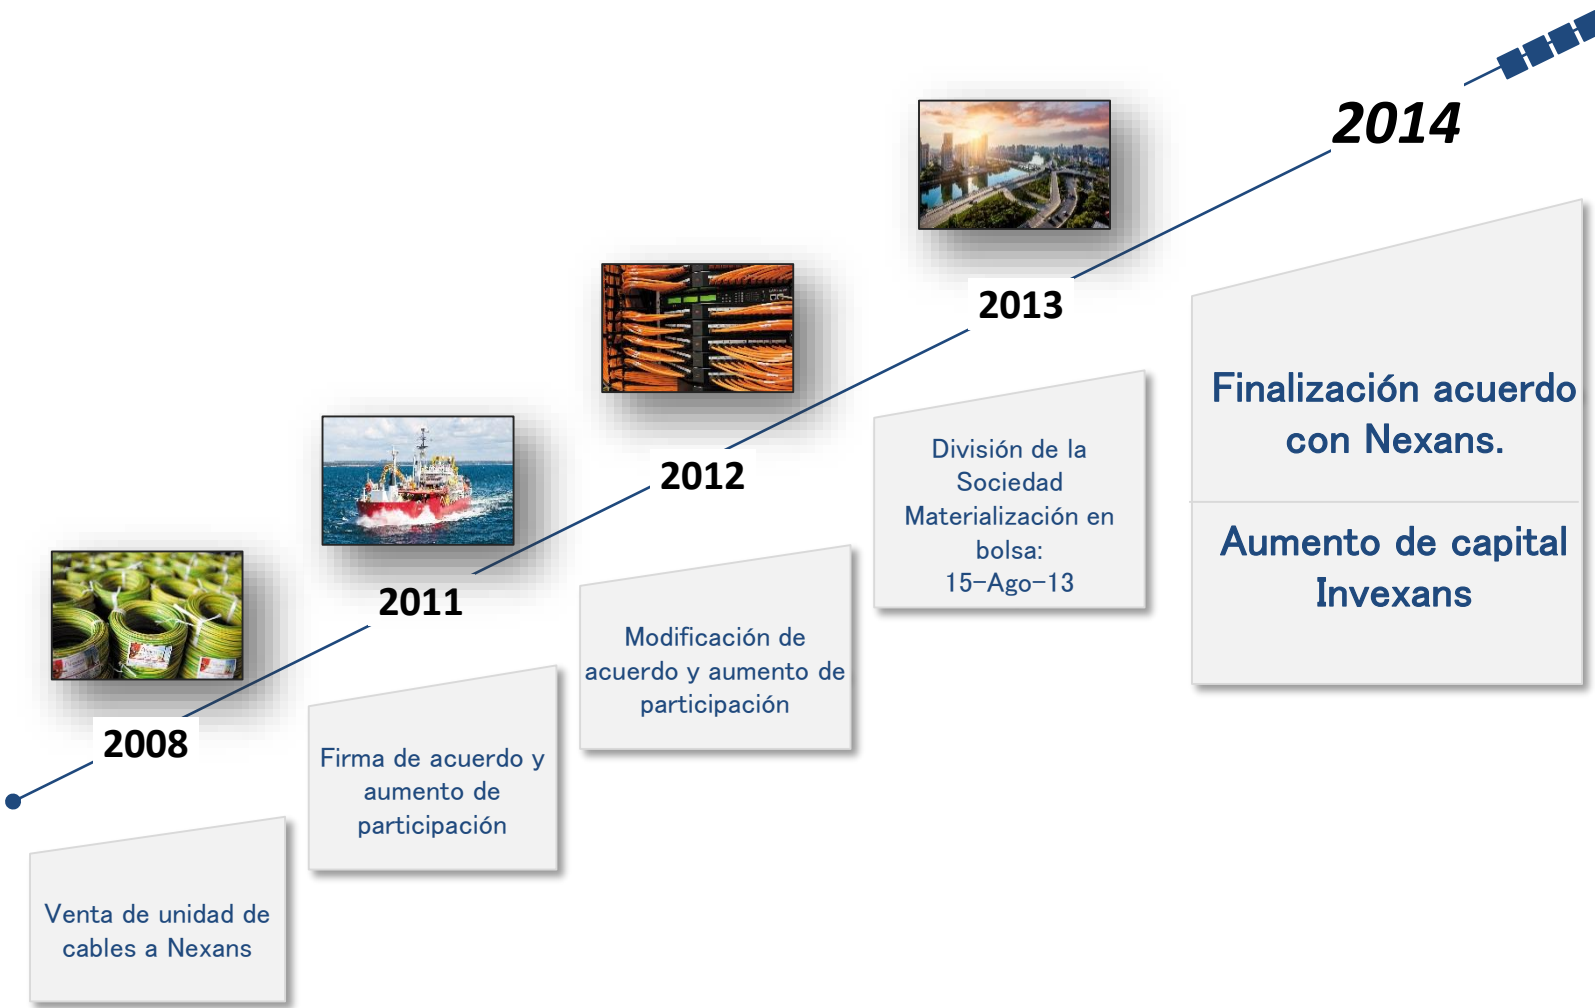 2008
Venta de unidad de
cables a Nexans
2011
Firma de acuerdo y
aumento de
participación
2012
Modificación de
acuerdo y aumento de
participación
2013
División de la
Sociedad
Materialización en
bolsa:
15-Ago-13
2014
Finalización acuerdo
con Nexans.
Aumento de capital
Invexans